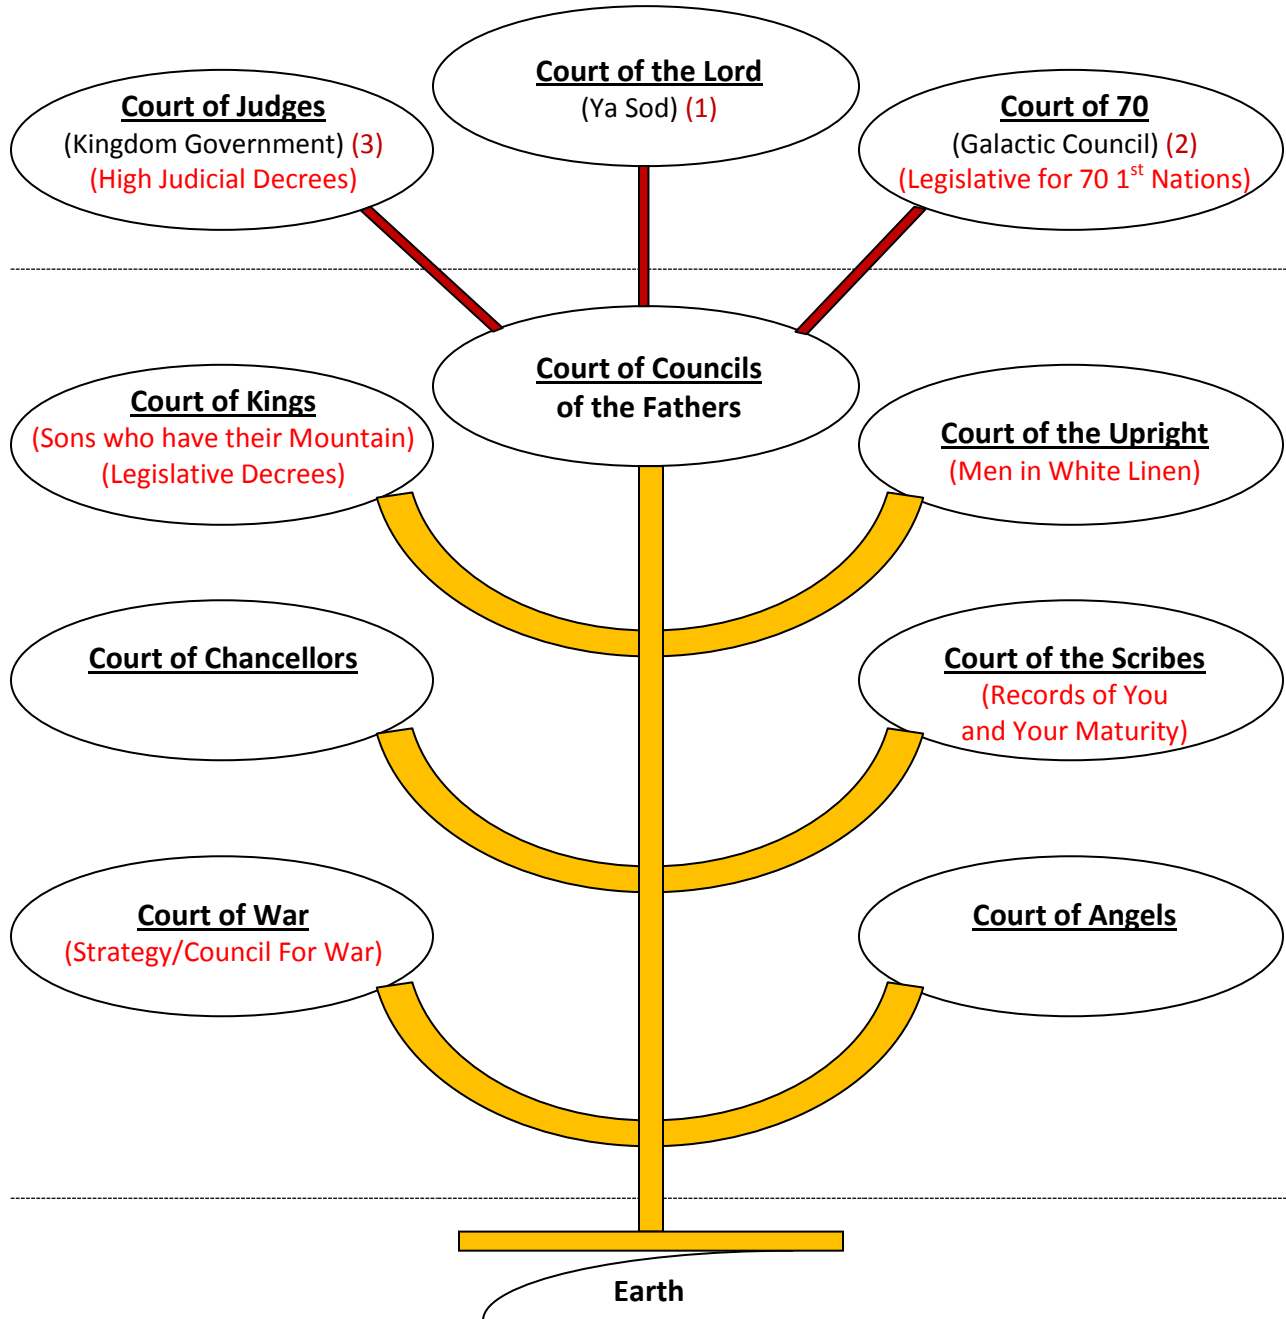 Court of the Lord
(Ya Sod) (1)
Court of Judges
(Kingdom Government) (3)
(High Judicial Decrees)
Court of 70
(Galactic Council) (2)
(Legislative for 70 1st Nations)
Court of Councils
of the Fathers
Court of Kings
(Sons who have their Mountain)
(Legislative Decrees)
Court of the Upright
(Men in White Linen)
Court of Chancellors
Court of the Scribes
(Records of You
and Your Maturity)
Court of War
(Strategy/Council For War)
Court of Angels
Earth